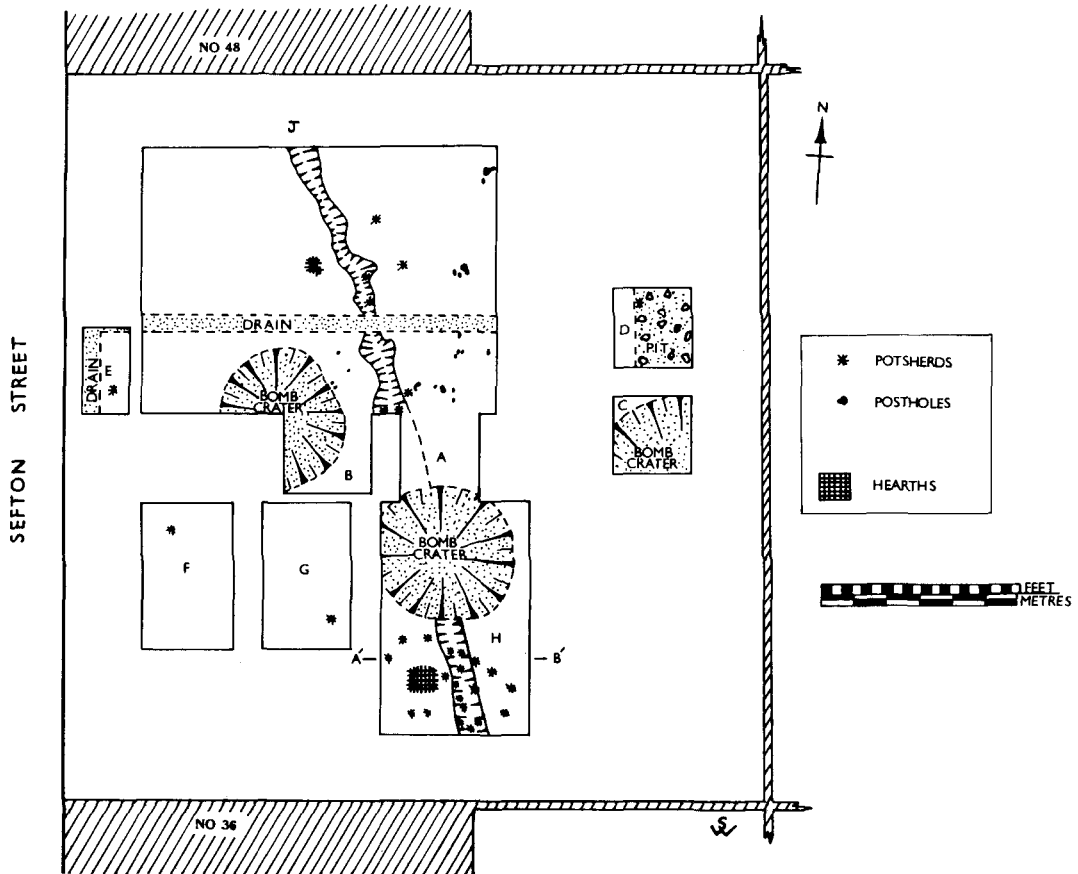 NO 48
J
N
DRAIN
D
PIT
POTSHERDS
POSTHOLES
HEARTHS
SEFTON STREET
DRAIN
E
BOMB
CRATER
B
A
C
BOMB
CRATER
F
G
BOMB
CRATER
H
A'
B'
FEET
METRES
NO 36